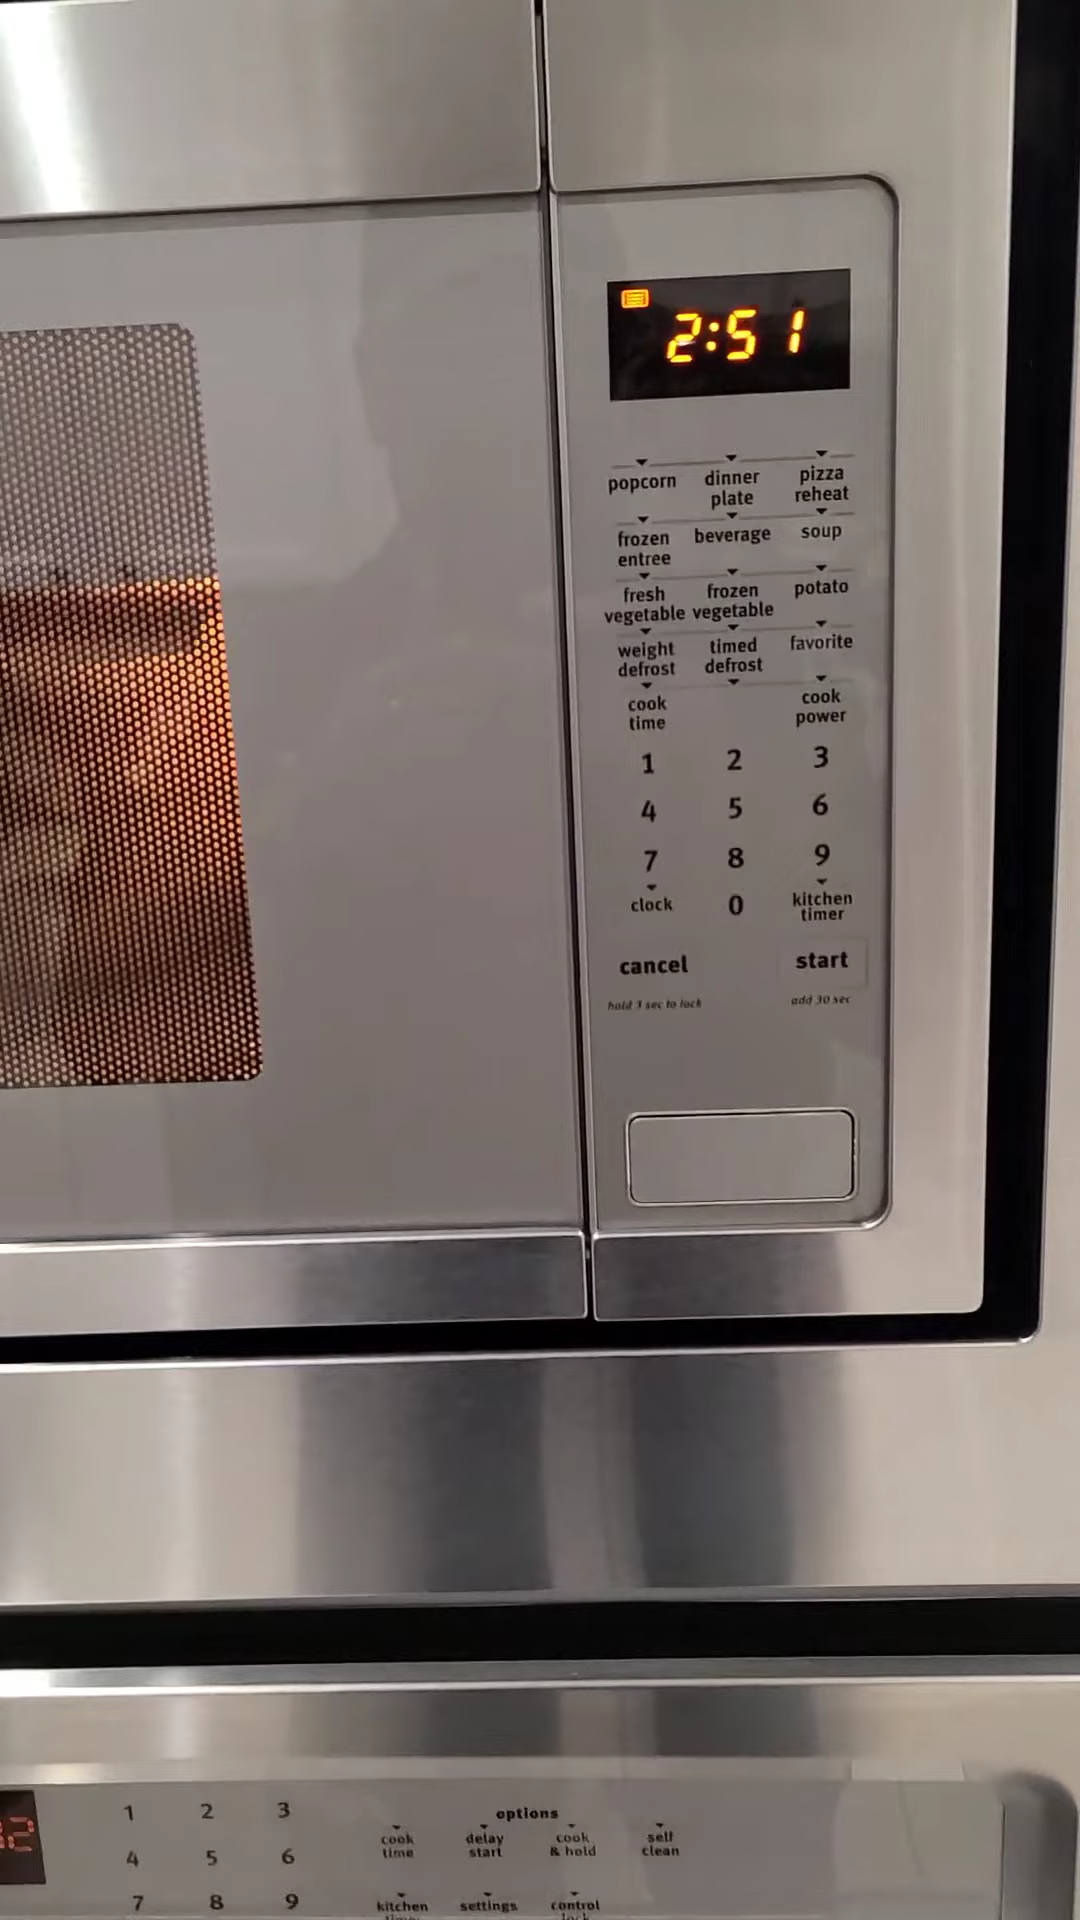 2:51
popcorn dinner plate pizza reheat
frozen entree beverage soup
fresh vegetable frozen vegetable potato
weight defrost timed defrost favorite
cook time cook power
1 2 3
4 5 6
7 8 9
clock 0 kitchen timer
cancel start
hold 3 sec to lock add 30 sec
options
1 2 3
cook time delay start cook & hold self clean
4 5 6
7 8 9
kitchen settings control